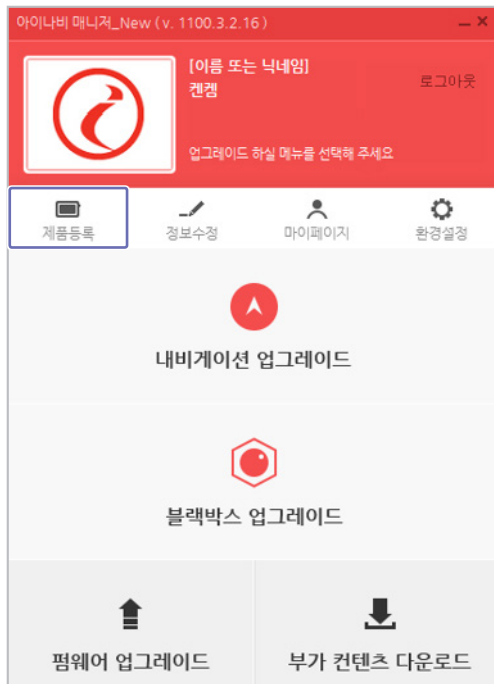 아이나비 매니저_New ( v. 1100.3.2.16 )
[이름 또는 닉네임]
켄켐
로그아웃
업그레이드 하실 메뉴를 선택해 주세요
제품등록
정보수정
마이페이지
환경설정
내비게이션 업그레이드
블랙박스 업그레이드
펌웨어 업그레이드
부가 컨텐츠 다운로드